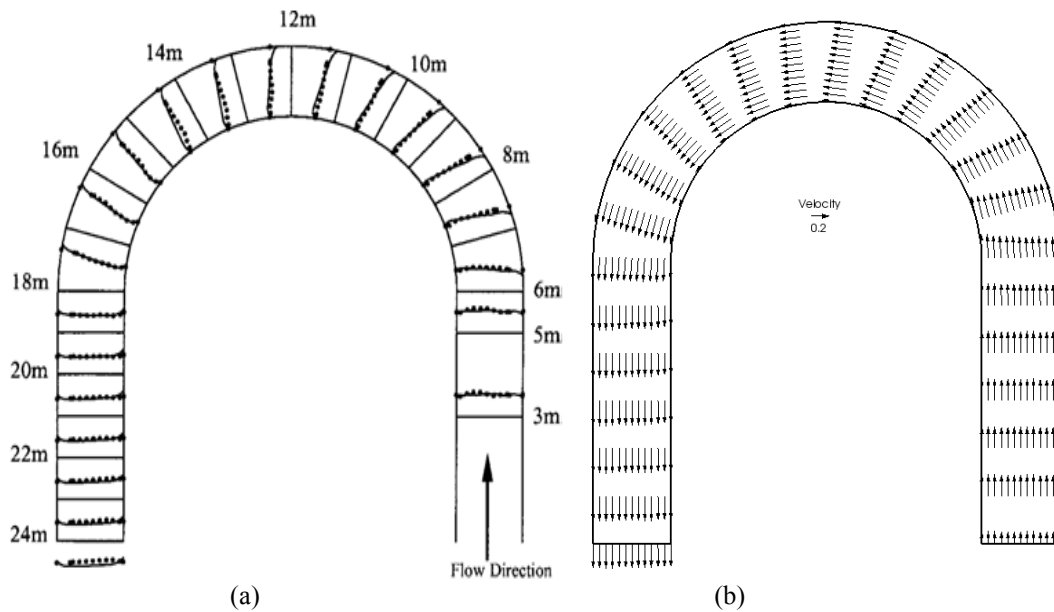 12m
14m
10m
16m
8m
18m
6m
5m
20m
3m
22m
24m
Flow Direction
Velocity
0.2
(a)
(b)